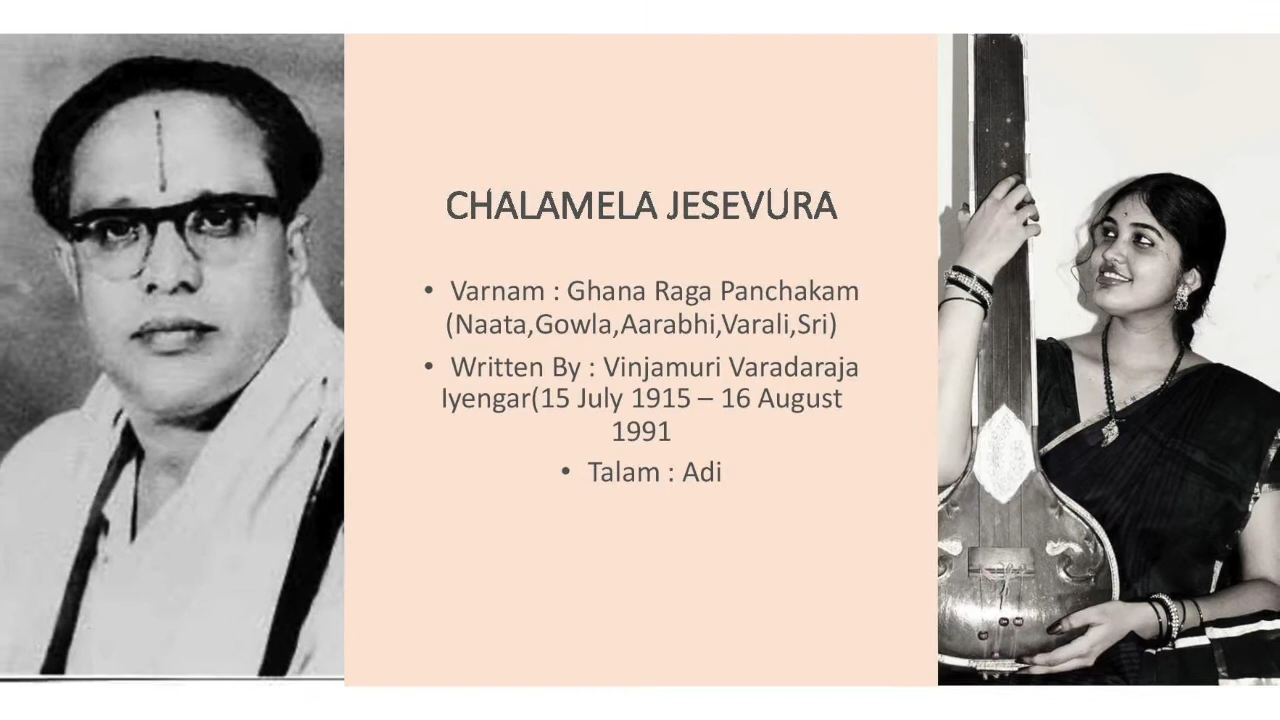 CHALAMELA JESEVURA
• Varnam : Ghana Raga Panchakam
(Naata,Gowla,Aarabhi,Varali,Sri)
• Written By : Vinjamuri Varadaraja
Iyengar(15 July 1915 – 16 August
1991
• Talam : Adi